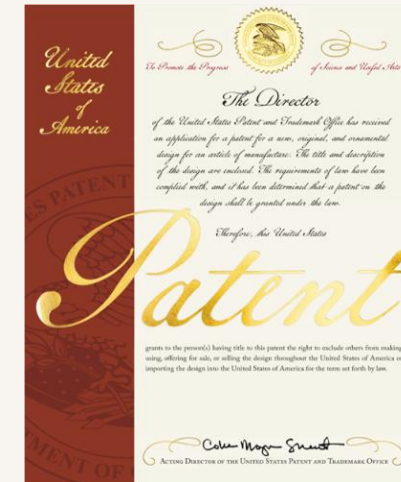 United
States
of
America
To Promote the Progress
of Science and Useful Arts
The Director
of the United States Patent and Trademark Office has received
an application for a patent for a new, original, and ornamental
design for an article of manufacture. The title and description
of the design are enclosed. The requirements of law have been
complied with, and it has been determined that a patent on the
design shall be granted under the law.
Therefore, this United States
Patent
grants to the person(s) having title to this patent the right to exclude others from making,
using, offering for sale, or selling the design throughout the United States of America or
importing the design into the United States of America for the term set forth by law.
Acting Director of the United States Patent and Trademark Office
ES PATENT
MENT OF